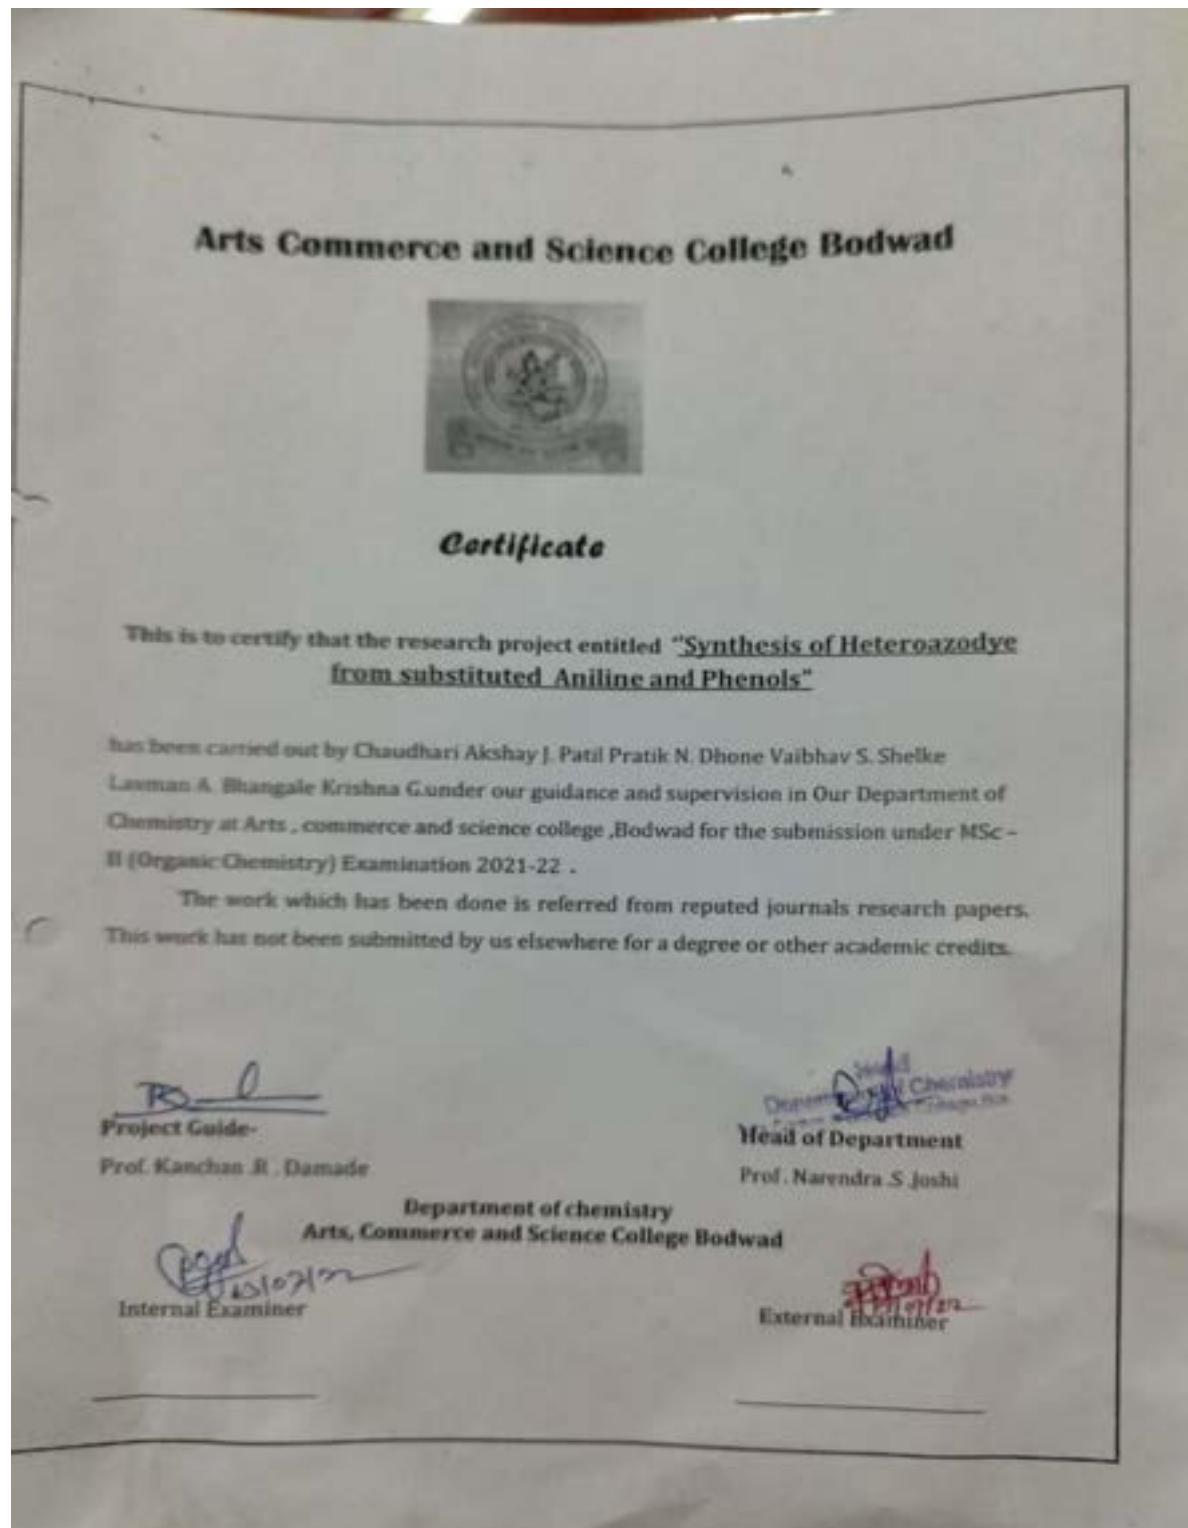 Arts Commerce and Science College Bodwad
Certificate
This is to certify that the research project entitled "Synthesis of Heteroazodye
from substituted Aniline and Phenols"
has been carried out by Chaudhari Akshay J. Patil Pratik N. Dhone Vaibhav S. Shelke
Laxman A. Bhangale Krishna G.under our guidance and supervision in Our Department of
Chemistry at Arts , commerce and science college ,Bodwad for the submission under MSc –
II (Organic Chemistry) Examination 2021-22 .
The work which has been done is referred from reputed journals research papers.
This work has not been submitted by us elsewhere for a degree or other academic credits.
Head
Chemistry
Project Guide-
Head of Department
Prof. Kanchan .R . Damade
Prof . Narendra .S Joshi
Department of chemistry
Arts, Commerce and Science College Bodwad
Internal Examiner
External Examiner